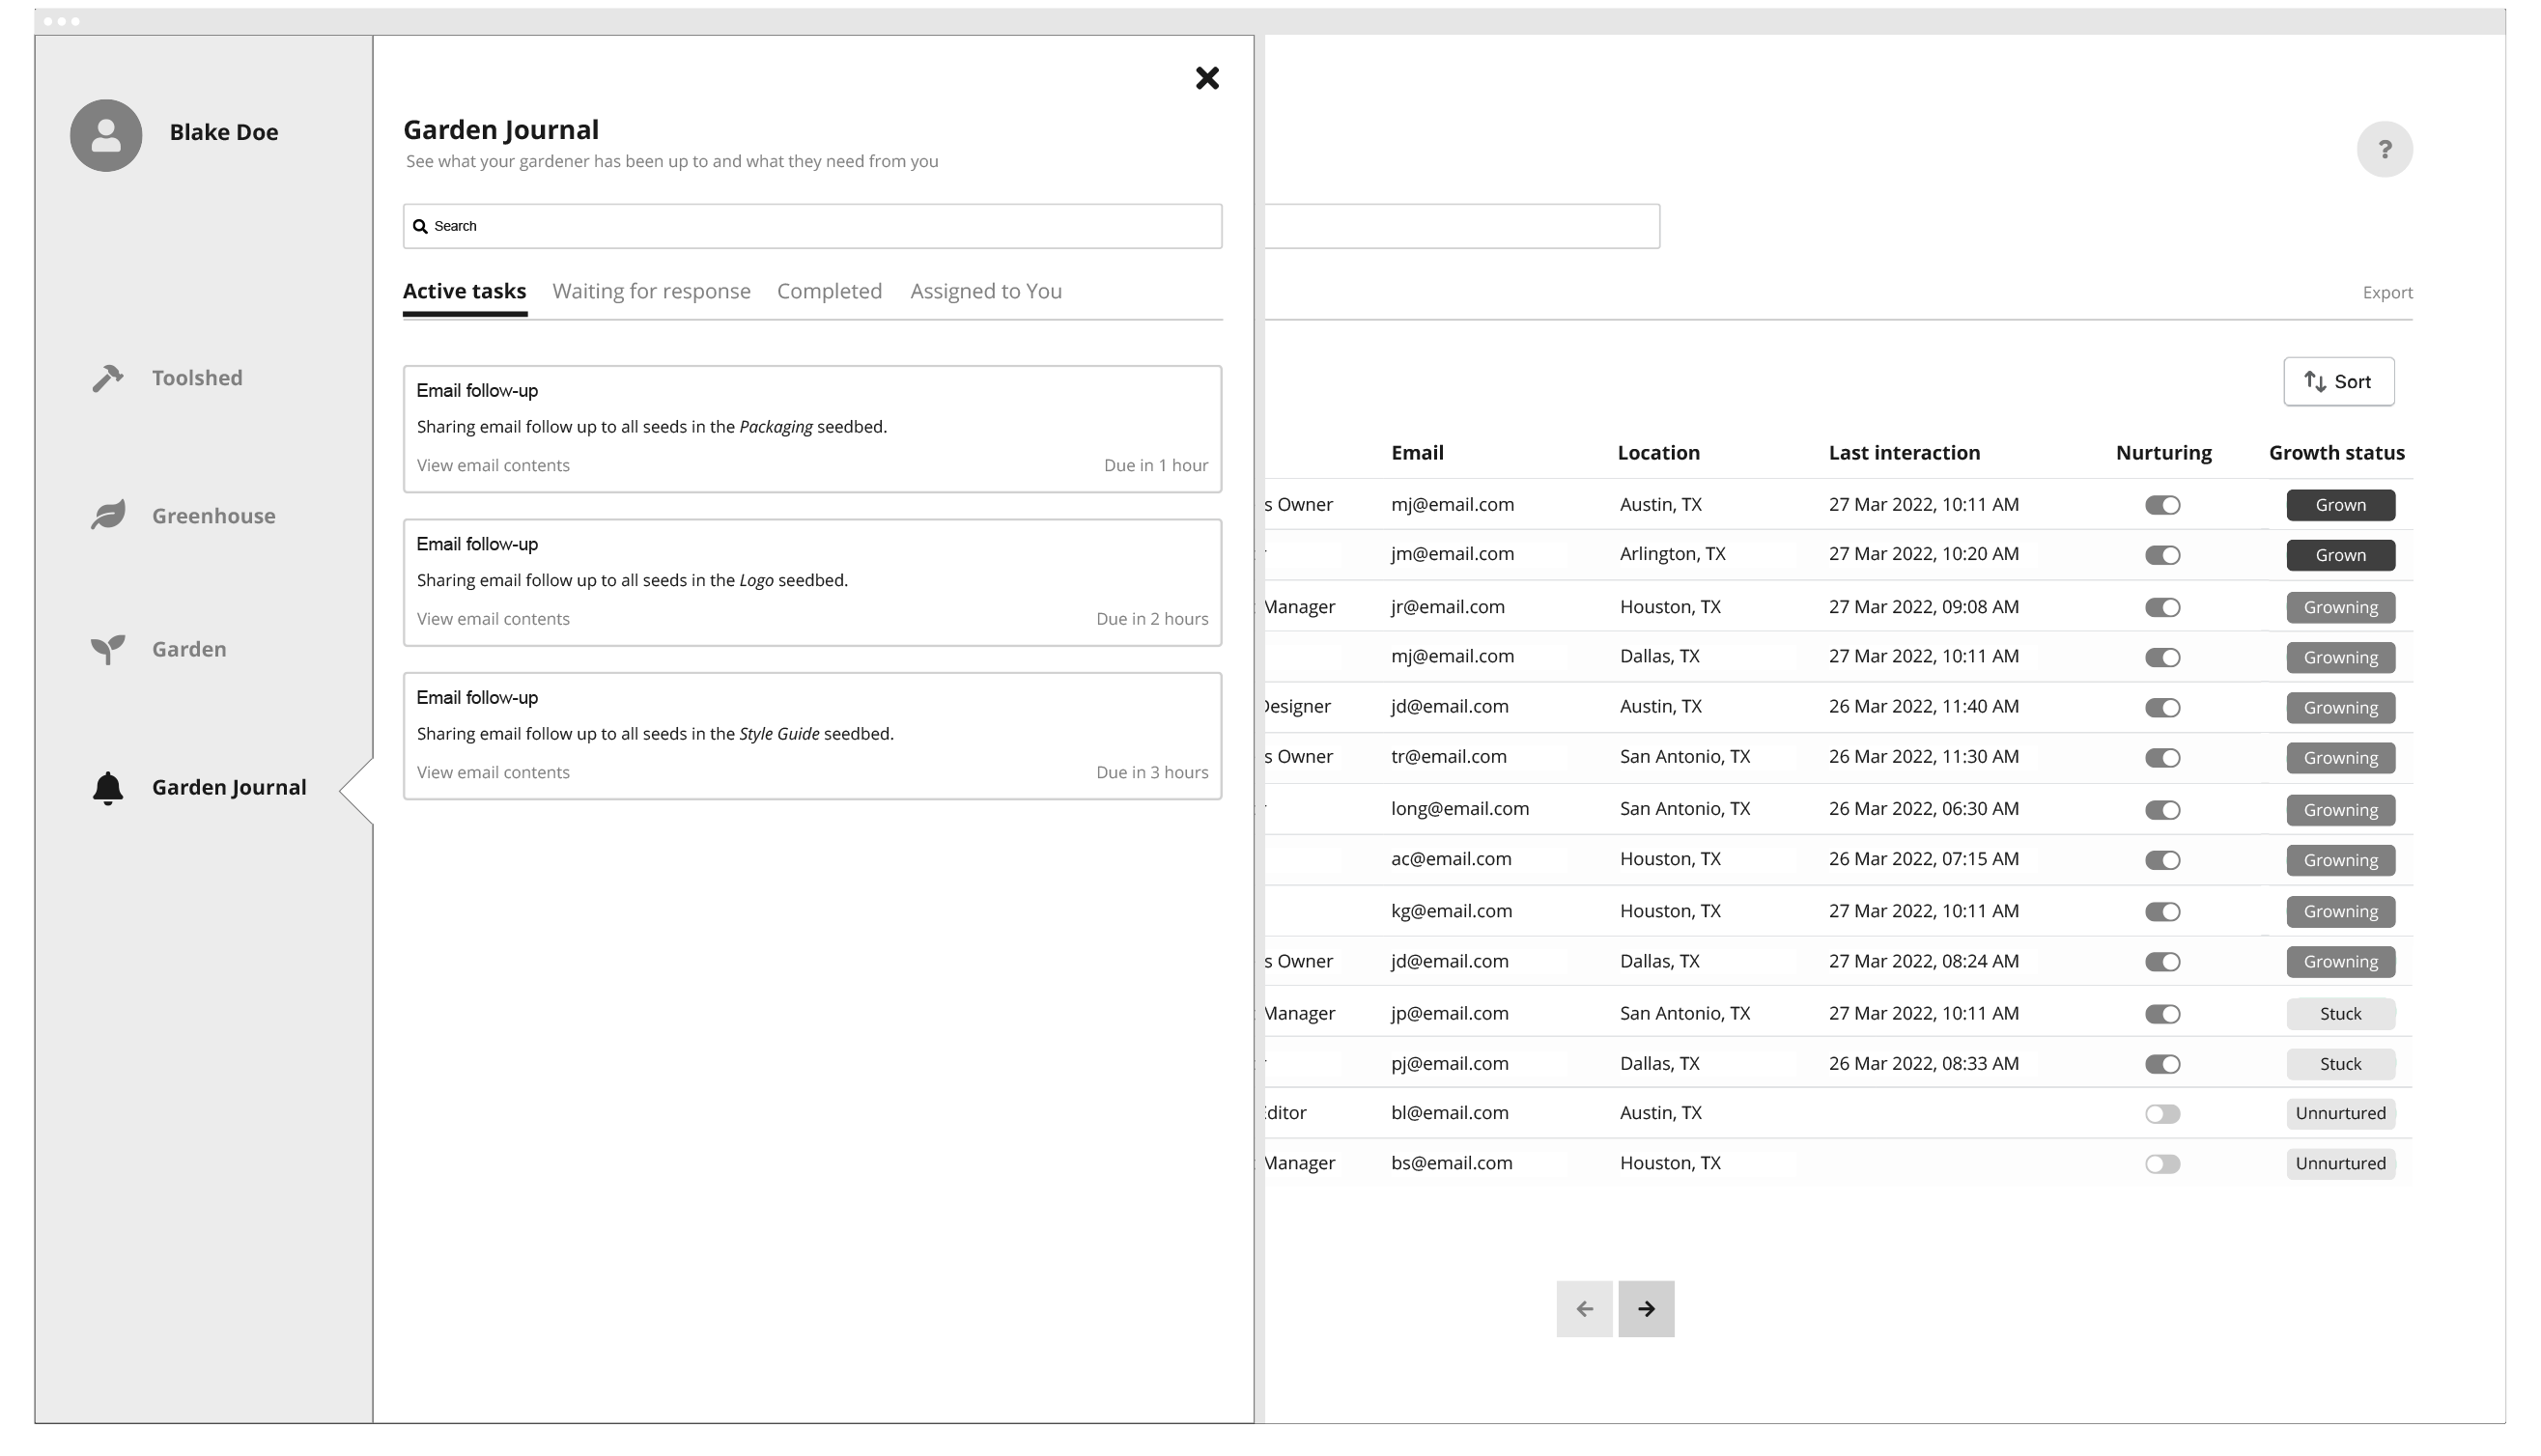 Blake Doe
Toolshed
Greenhouse
Garden
Garden Journal
Garden Journal
See what your gardener has been up to and what they need from you
Search
Active tasks Waiting for response Completed Assigned to You
Email follow-up
Sharing email follow up to all seeds in the Packaging seedbed.
View email contents Due in 1 hour
Email follow-up
Sharing email follow up to all seeds in the Logo seedbed.
View email contents Due in 2 hours
Email follow-up
Sharing email follow up to all seeds in the Style Guide seedbed.
View email contents Due in 3 hours
?
Export
Sort
Email Location Last interaction Nurturing Growth status
s Owner mj@email.com Austin, TX 27 Mar 2022, 10:11 AM Grown
jm@email.com Arlington, TX 27 Mar 2022, 10:20 AM Grown
Manager jr@email.com Houston, TX 27 Mar 2022, 09:08 AM Growning
mj@email.com Dallas, TX 27 Mar 2022, 10:11 AM Growning
Designer jd@email.com Austin, TX 26 Mar 2022, 11:40 AM Growning
s Owner tr@email.com San Antonio, TX 26 Mar 2022, 11:30 AM Growning
long@email.com San Antonio, TX 26 Mar 2022, 06:30 AM Growning
ac@email.com Houston, TX 26 Mar 2022, 07:15 AM Growning
kg@email.com Houston, TX 27 Mar 2022, 10:11 AM Growning
s Owner jd@email.com Dallas, TX 27 Mar 2022, 08:24 AM Growning
Manager jp@email.com San Antonio, TX 27 Mar 2022, 10:11 AM Stuck
pj@email.com Dallas, TX 26 Mar 2022, 08:33 AM Stuck
Editor bl@email.com Austin, TX Unnurtured
Manager bs@email.com Houston, TX Unnurtured